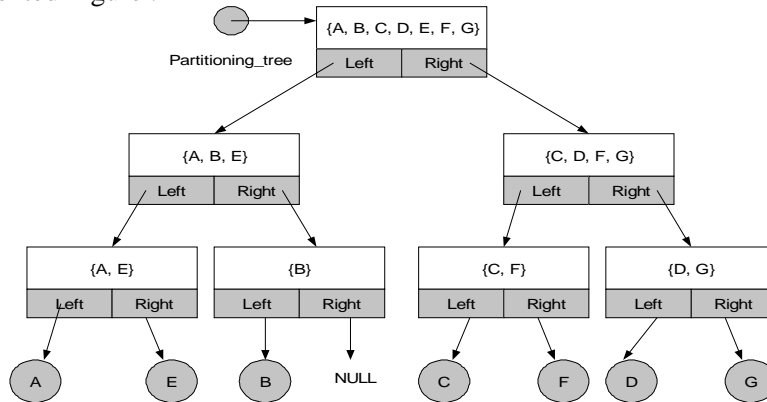 {A, B, C, D, E, F, G}
Partitioning_tree
Left Right
{A, B, E} {C, D, F, G}
Left Right Left Right
{A, E} {B} {C, F} {D, G}
Left Right Left Right Left Right Left Right
A E B NULL C F D G